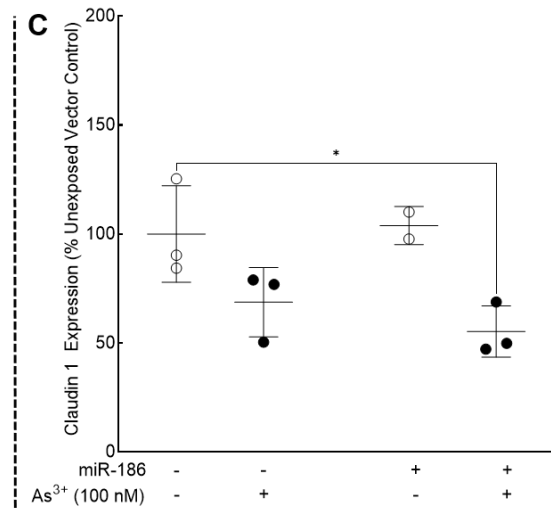 C
Claudin 1 Expression (% Unexposed Vector Control)
200
150
100
50
0
*
miR-186 - - + +
As³⁺ (100 nM) - + - +